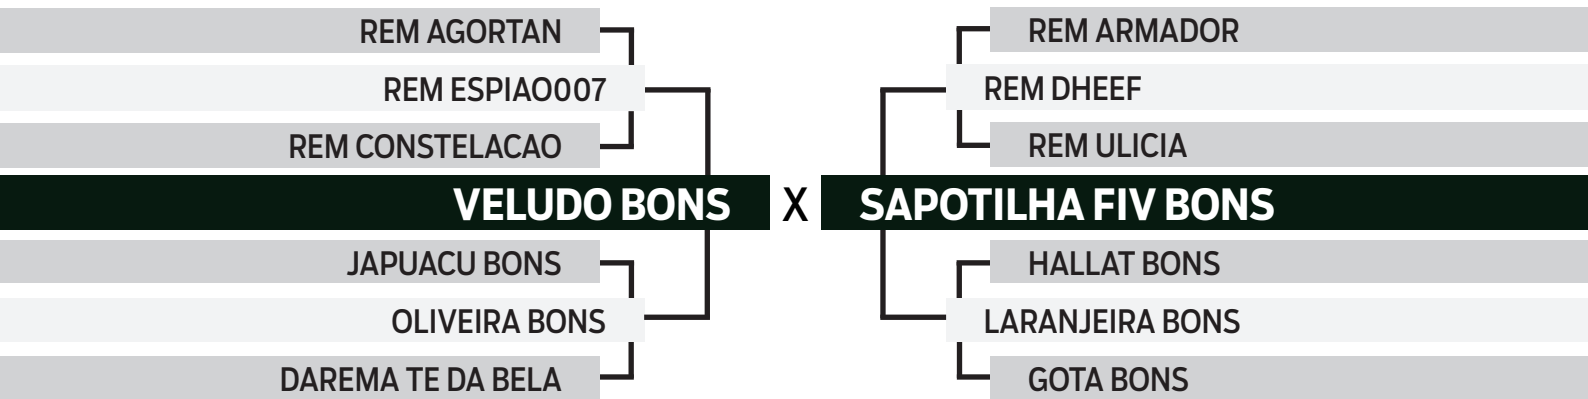 REM AGORTAN
REM ESPIAO007
REM CONSTELACAO
VELUDO BONS X SAPOTILHA FIV BONS
JAPUACU BONS
OLIVEIRA BONS
DAREMA TE DA BELA
REM ARMADOR
REM DHEEF
REM ULICIA
HALLAT BONS
LARANJEIRA BONS
GOTA BONS